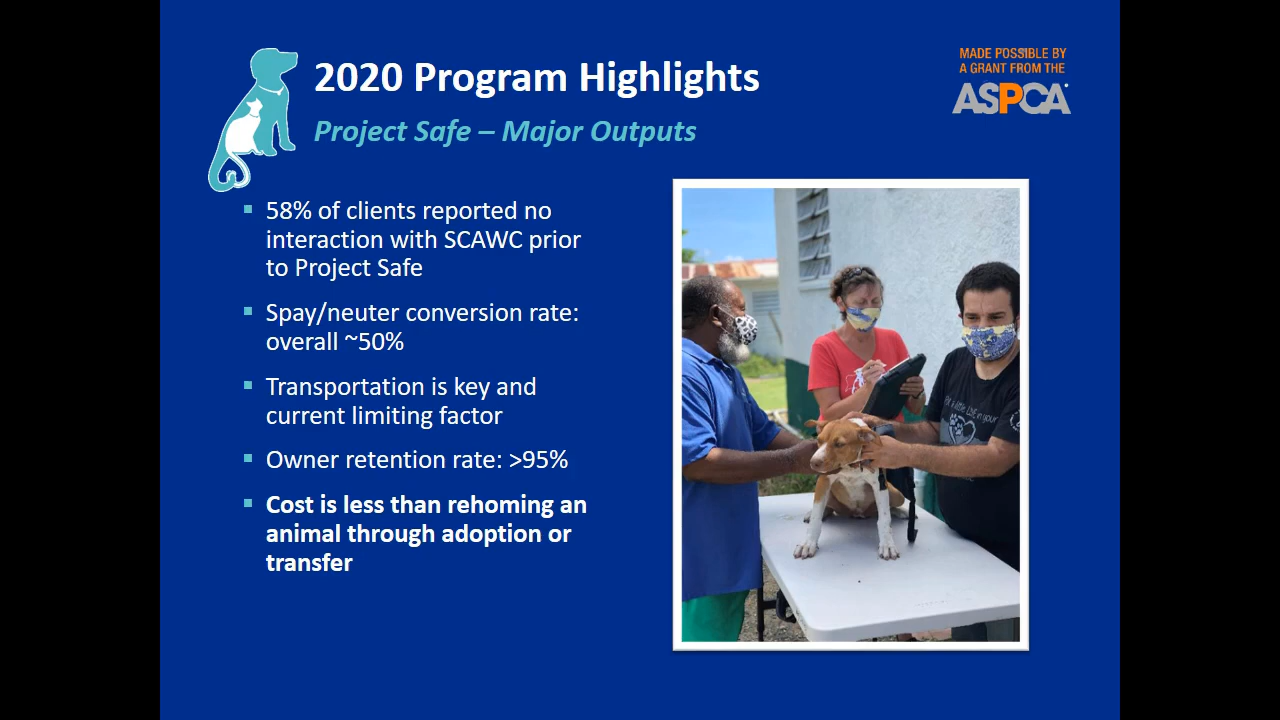 2020 Program Highlights
Project Safe – Major Outputs
MADE POSSIBLE BY
A GRANT FROM THE
ASPCA
58% of clients reported no
interaction with SCAWC prior
to Project Safe
Spay/neuter conversion rate:
overall ~50%
Transportation is key and
current limiting factor
Owner retention rate: >95%
Cost is less than rehoming an
animal through adoption or
transfer